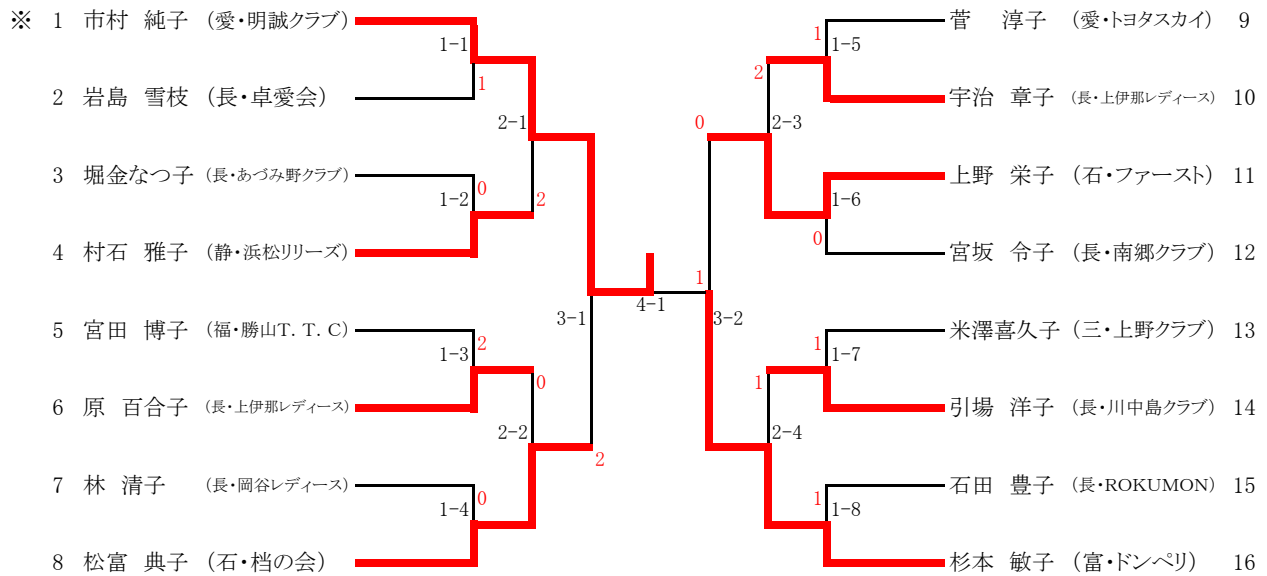 ※ 1 市村 純子 (愛・明誠クラブ)
1-1
1
2 岩島 雪枝 (長・卓愛会)
2-1
3 堀金なつ子 (長・あづみ野クラブ)
1-2
0
2
4 村石 雅子 (静・浜松リリーズ)
3-1
5 宮田 博子 (福・勝山T.T.C)
1-3
2
0
6 原 百合子 (長・上伊那レディース)
2-2
2
7 林 清子 (長・岡谷レディース)
1-4
0
8 松富 典子 (石・档の会)
4-1
菅 淳子 (愛・トヨタスカイ) 9
1
1-5
2
宇治 章子 (長・上伊那レディース) 10
0
2-3
上野 栄子 (石・ファースト) 11
1-6
0
宮坂 令子 (長・南郷クラブ) 12
1
3-2
米澤喜久子 (三・上野クラブ) 13
1
1-7
1
引場 洋子 (長・川中島クラブ) 14
2-4
石田 豊子 (長・ROKUMON) 15
1
1-8
杉本 敏子 (富・ドンペリ) 16